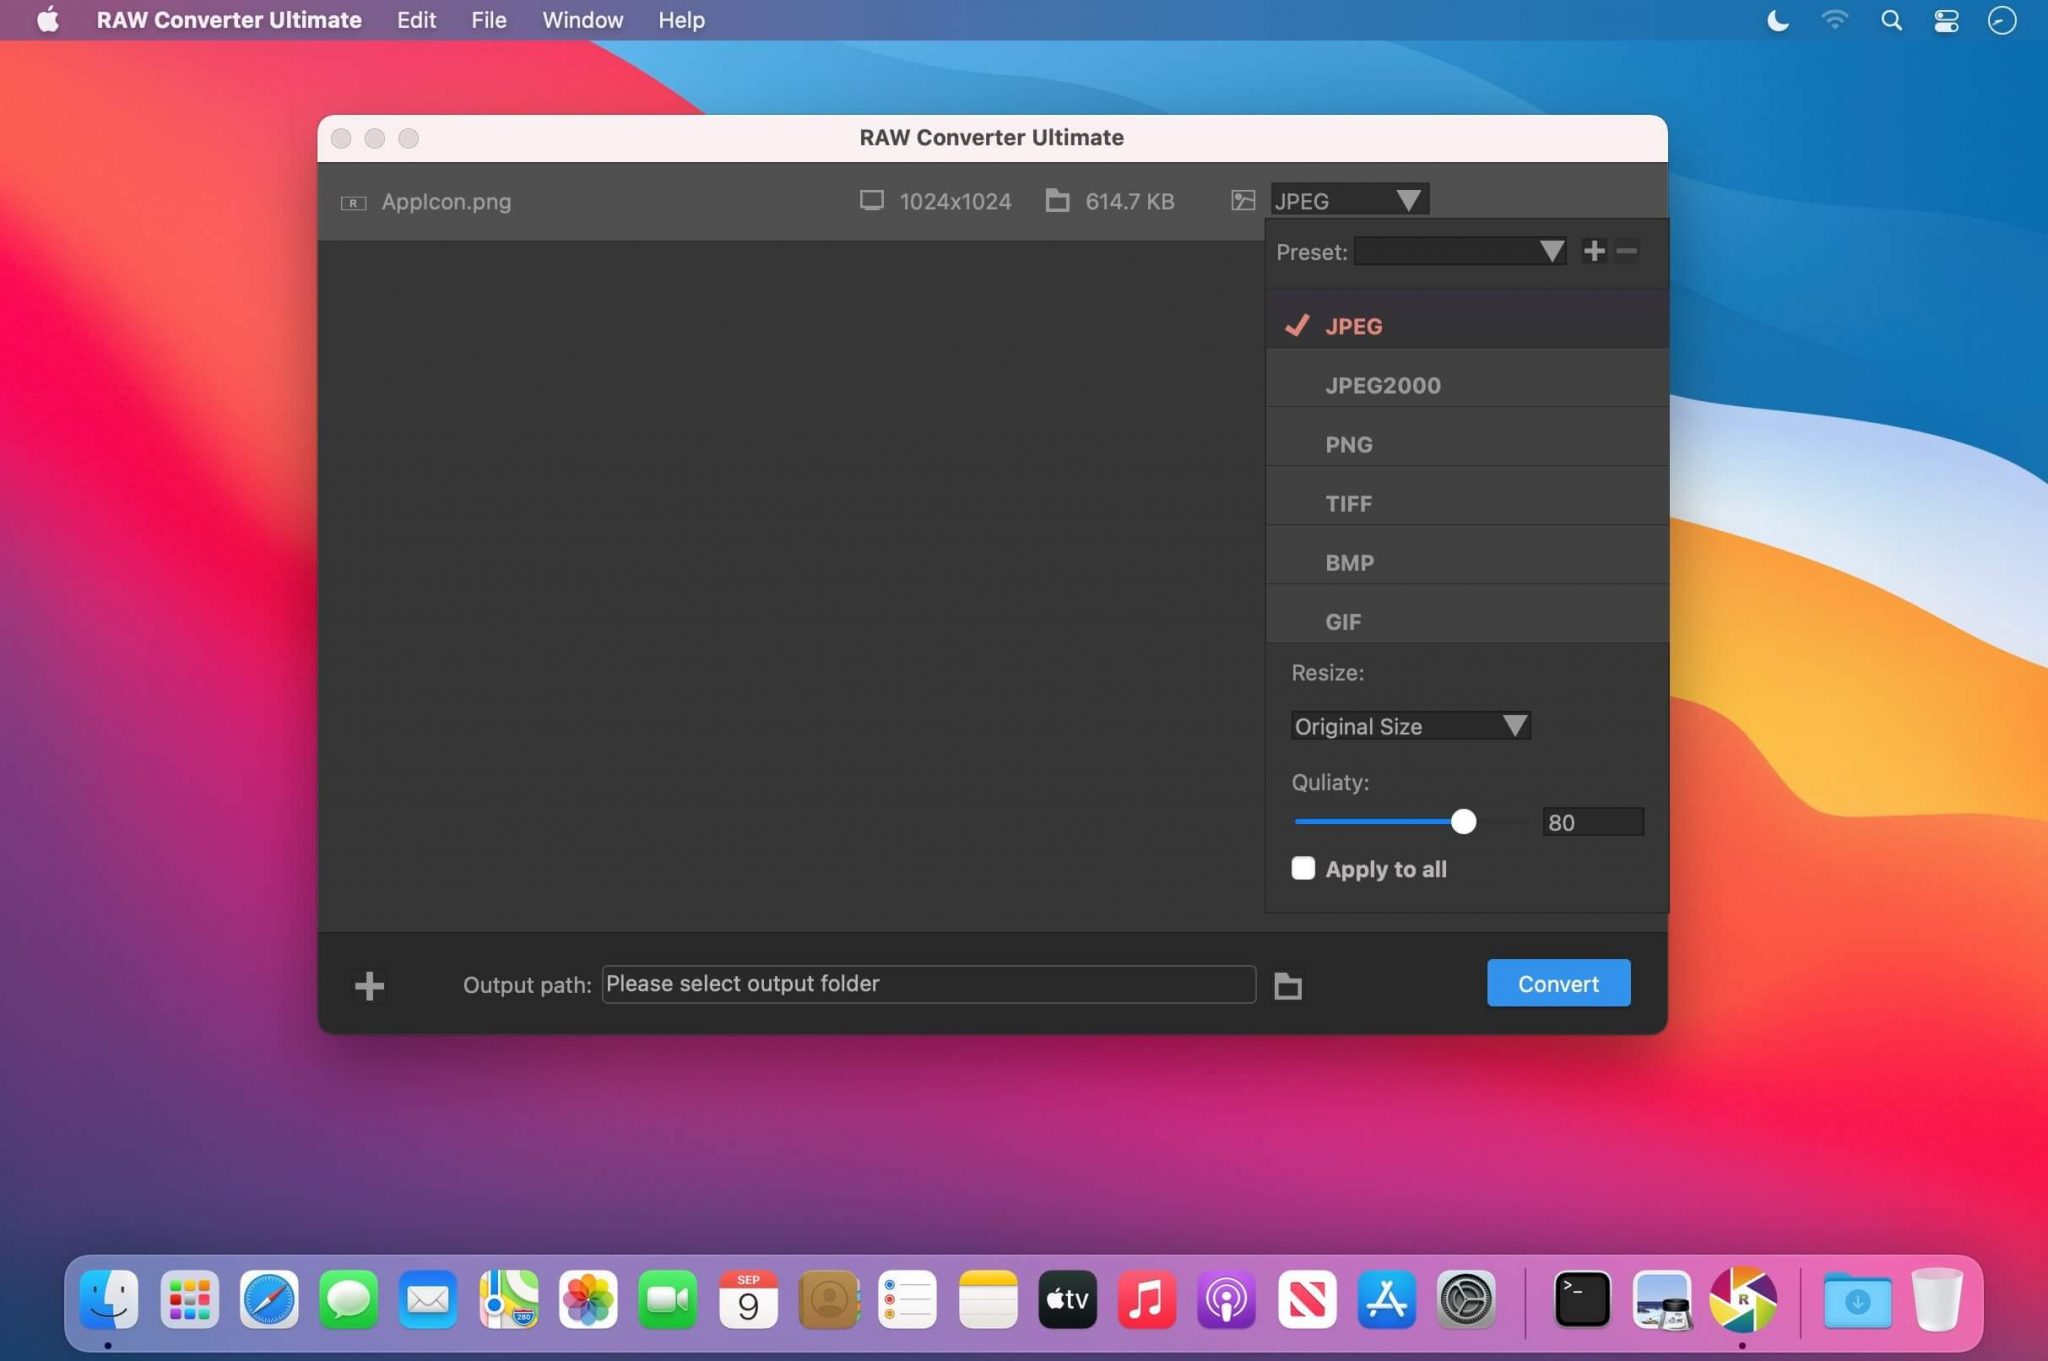 RAW Converter Ultimate Edit File Window Help
RAW Converter Ultimate
R AppIcon.png 1024x1024 614.7 KB JPEG
Preset:
JPEG
JPEG2000
PNG
TIFF
BMP
GIF
Resize:
Original Size
Quliaty:
80
Apply to all
Output path: Please select output folder
Convert
280
SEP
9
tv
>_
R